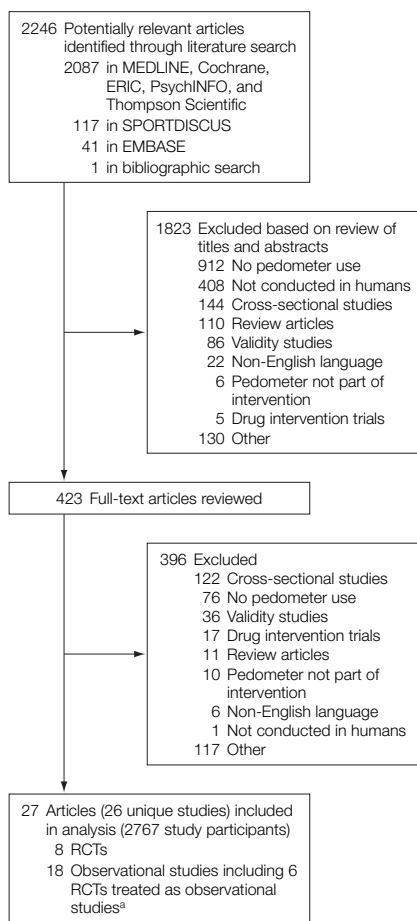 2246 Potentially relevant articles
identified through literature search
2087 in MEDLINE, Cochrane,
ERIC, PsychINFO, and
Thompson Scientific
117 in SPORTDISCUS
41 in EMBASE
1 in bibliographic search
1823 Excluded based on review of
titles and abstracts
912 No pedometer use
408 Not conducted in humans
144 Cross-sectional studies
110 Review articles
86 Validity studies
22 Non-English language
6 Pedometer not part of
intervention
5 Drug intervention trials
130 Other
423 Full-text articles reviewed
396 Excluded
122 Cross-sectional studies
76 No pedometer use
36 Validity studies
17 Drug intervention trials
11 Review articles
10 Pedometer not part of
intervention
6 Non-English language
1 Not conducted in humans
117 Other
27 Articles (26 unique studies) included
in analysis (2767 study participants)
8 RCTs
18 Observational studies including 6
RCTs treated as observational
studiesᵃ